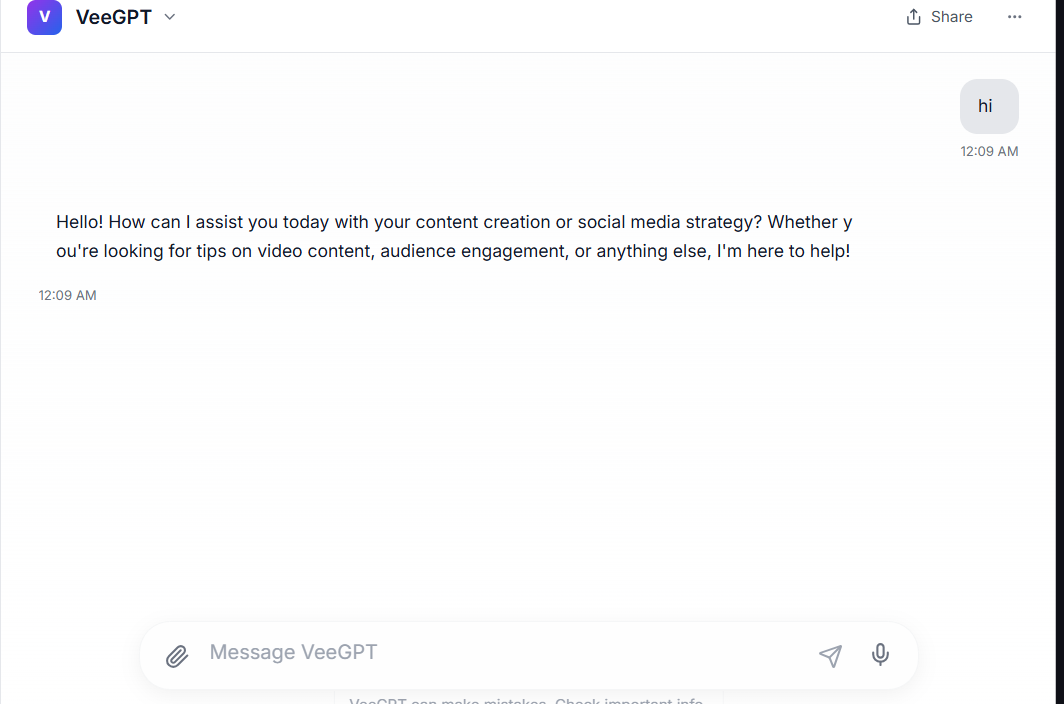 V
VeeGPT
Share
hi
12:09 AM
Hello! How can I assist you today with your content creation or social media strategy? Whether y
ou're looking for tips on video content, audience engagement, or anything else, I'm here to help!
12:09 AM
Message VeeGPT
VeeGPT can make mistakes. Check important info.